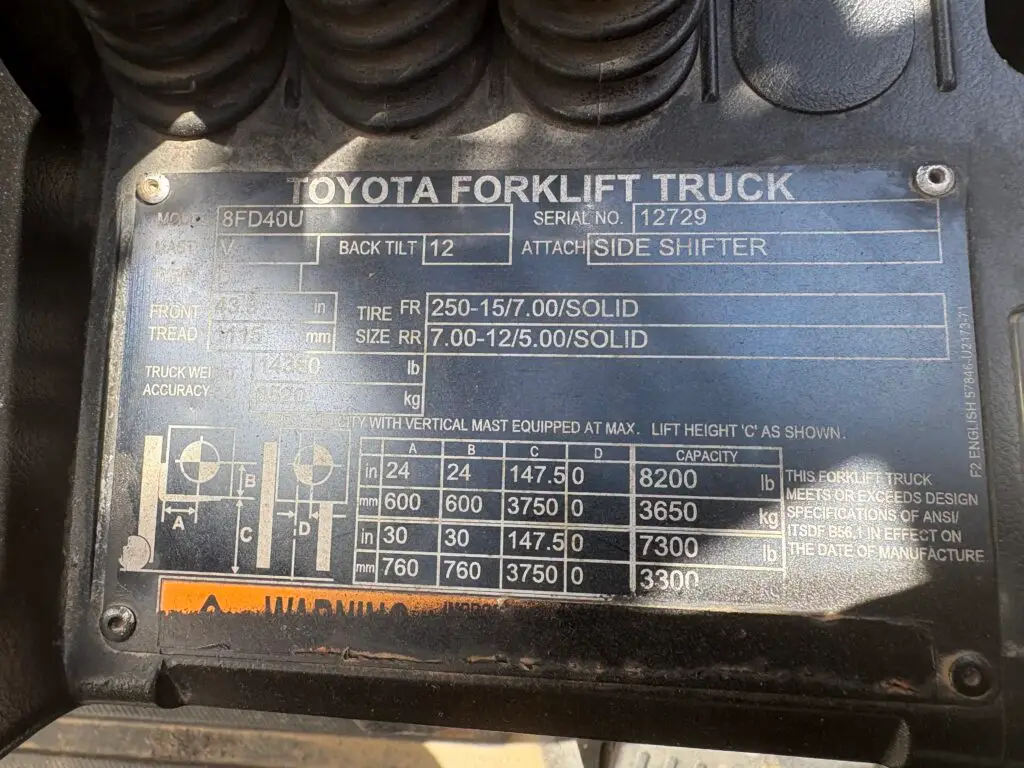 TOYOTA FORKLIFT TRUCK
8FD40U SERIAL NO. 12729
MAST V BACK TILT 12 ATTACH SIDE SHIFTER
FRONT in TIRE FR 250-15/7.00/SOLID
TREAD 1115 mm SIZE RR 7.00-12/5.00/SOLID
TRUCK lb
ACCURACY kg
WITH VERTICAL MAST EQUIPPED AT MAX. LIFT HEIGHT 'C' AS SHOWN.
A B C D CAPACITY
in 24 24 147.5 0 8200 lb
mm 600 600 3750 0 3650 kg
in 30 30 147.5 0 7300 lb
mm 760 760 3750 0 3300
A B C D
THIS FORKLIFT TRUCK
MEETS OR EXCEEDS DESIGN
SPECIFICATIONS OF ANSI/
ITSDF B56.1 IN EFFECT ON
THE DATE OF MANUFACTURE
WARNING